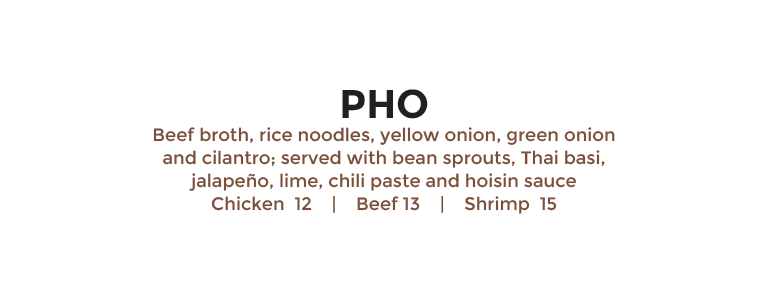 PHO
Beef broth, rice noodles, yellow onion, green onion
and cilantro; served with bean sprouts, Thai basi,
jalapeño, lime, chili paste and hoisin sauce
Chicken  12    |    Beef 13    |    Shrimp  15